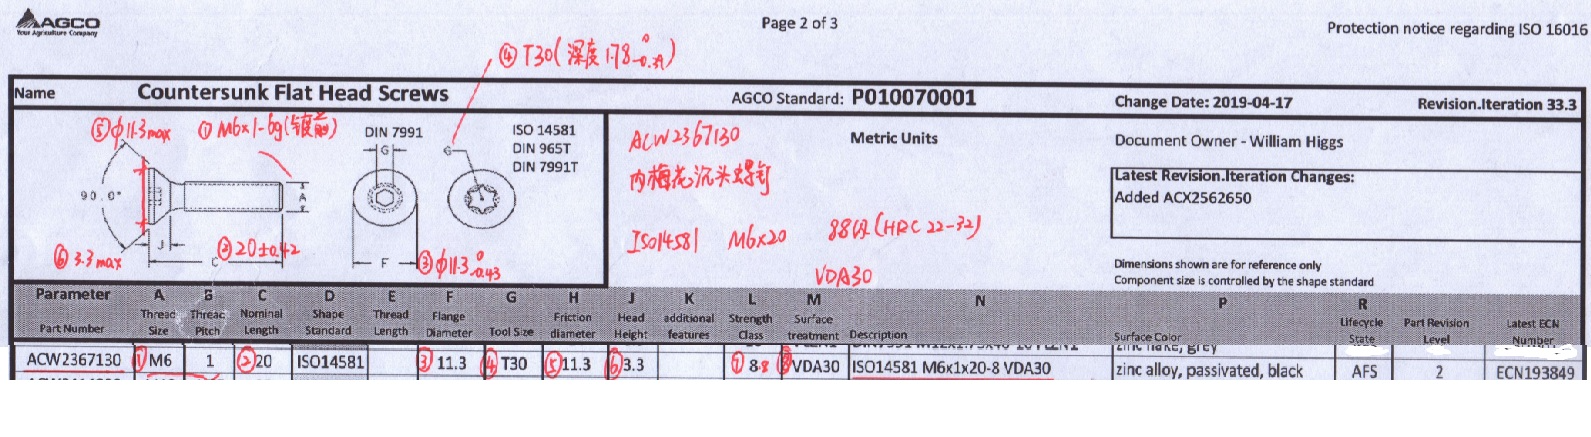 AGCO
Your Agriculture Company
Page 2 of 3
Protection notice regarding ISO 16016
④ T30(深度1.78
Name
Countersunk Flat Head Screws
AGCO Standard: P010070001
Change Date: 2019-04-17
Revision.Iteration 33.3
⑤ ϕ11.3max
① M6x1-6g(镀前)
DIN 7991
G
G
ISO 14581
DIN 965T
DIN 7991T
90.0°
A
J
C
F
② 20±0.42
③ ϕ11.3 0 -0.43
⑥ 3.3max
ACW2367130
内梅花沉头螺钉
ISO14581 M6x20 88级(HRC 22-32)
VDA30
Metric Units
Document Owner - William Higgs
Latest Revision.Iteration Changes:
Added ACX2562650
Dimensions shown are for reference only
Component size is controlled by the shape standard
Parameter A B C D E F G H J K L M N P R
Part Number Thread Size Thread Pitch Nominal Length Shape Standard Thread Length Flange Diameter Tool Size Friction diameter Head Height additional features Strength Class Surface treatment Description Surface Color Lifecycle State Part Revision Level Latest ECN Number
zinc flake, grey
ACW2367130 ① M6 1 ② 20 ISO14581 ③ 11.3 ④ T30 ⑤ 11.3 ⑥ 3.3 ⑦ 8.8 VDA30 ISO14581 M6x1x20-8 VDA30 zinc alloy, passivated, black AFS 2 ECN193849